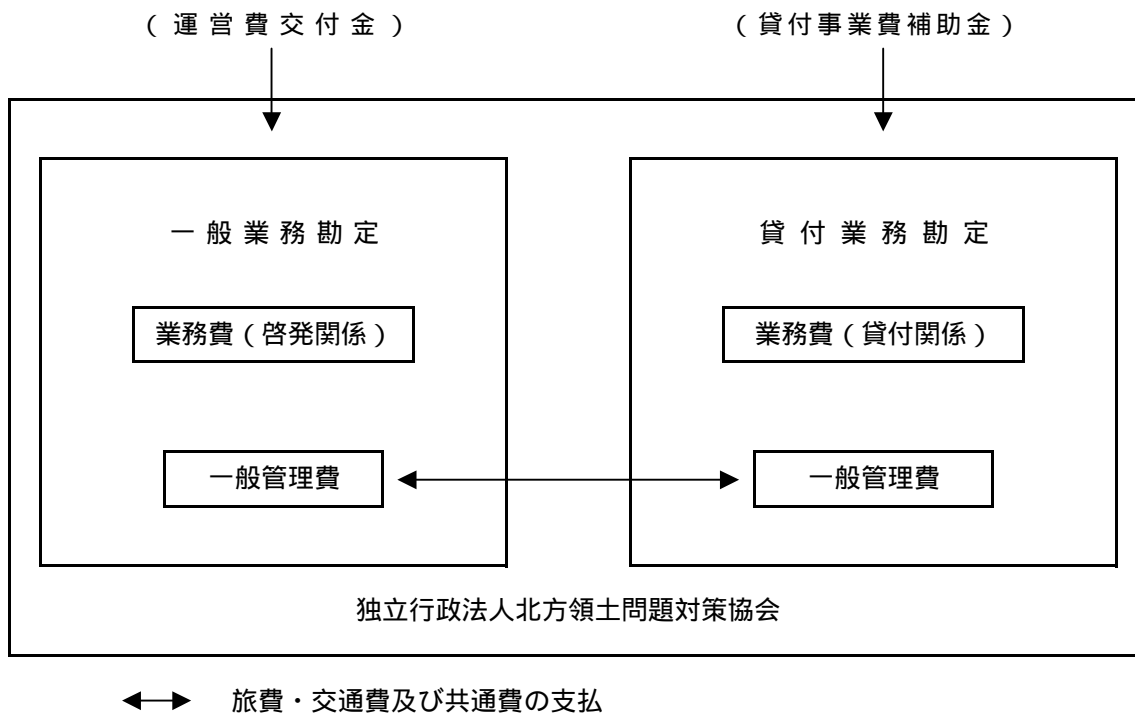 (運営費交付金)
(貸付事業費補助金)
一般業務勘定
貸付業務勘定
業務費(啓発関係)
業務費(貸付関係)
一般管理費
一般管理費
独立行政法人北方領土問題対策協会
旅費・交通費及び共通費の支払